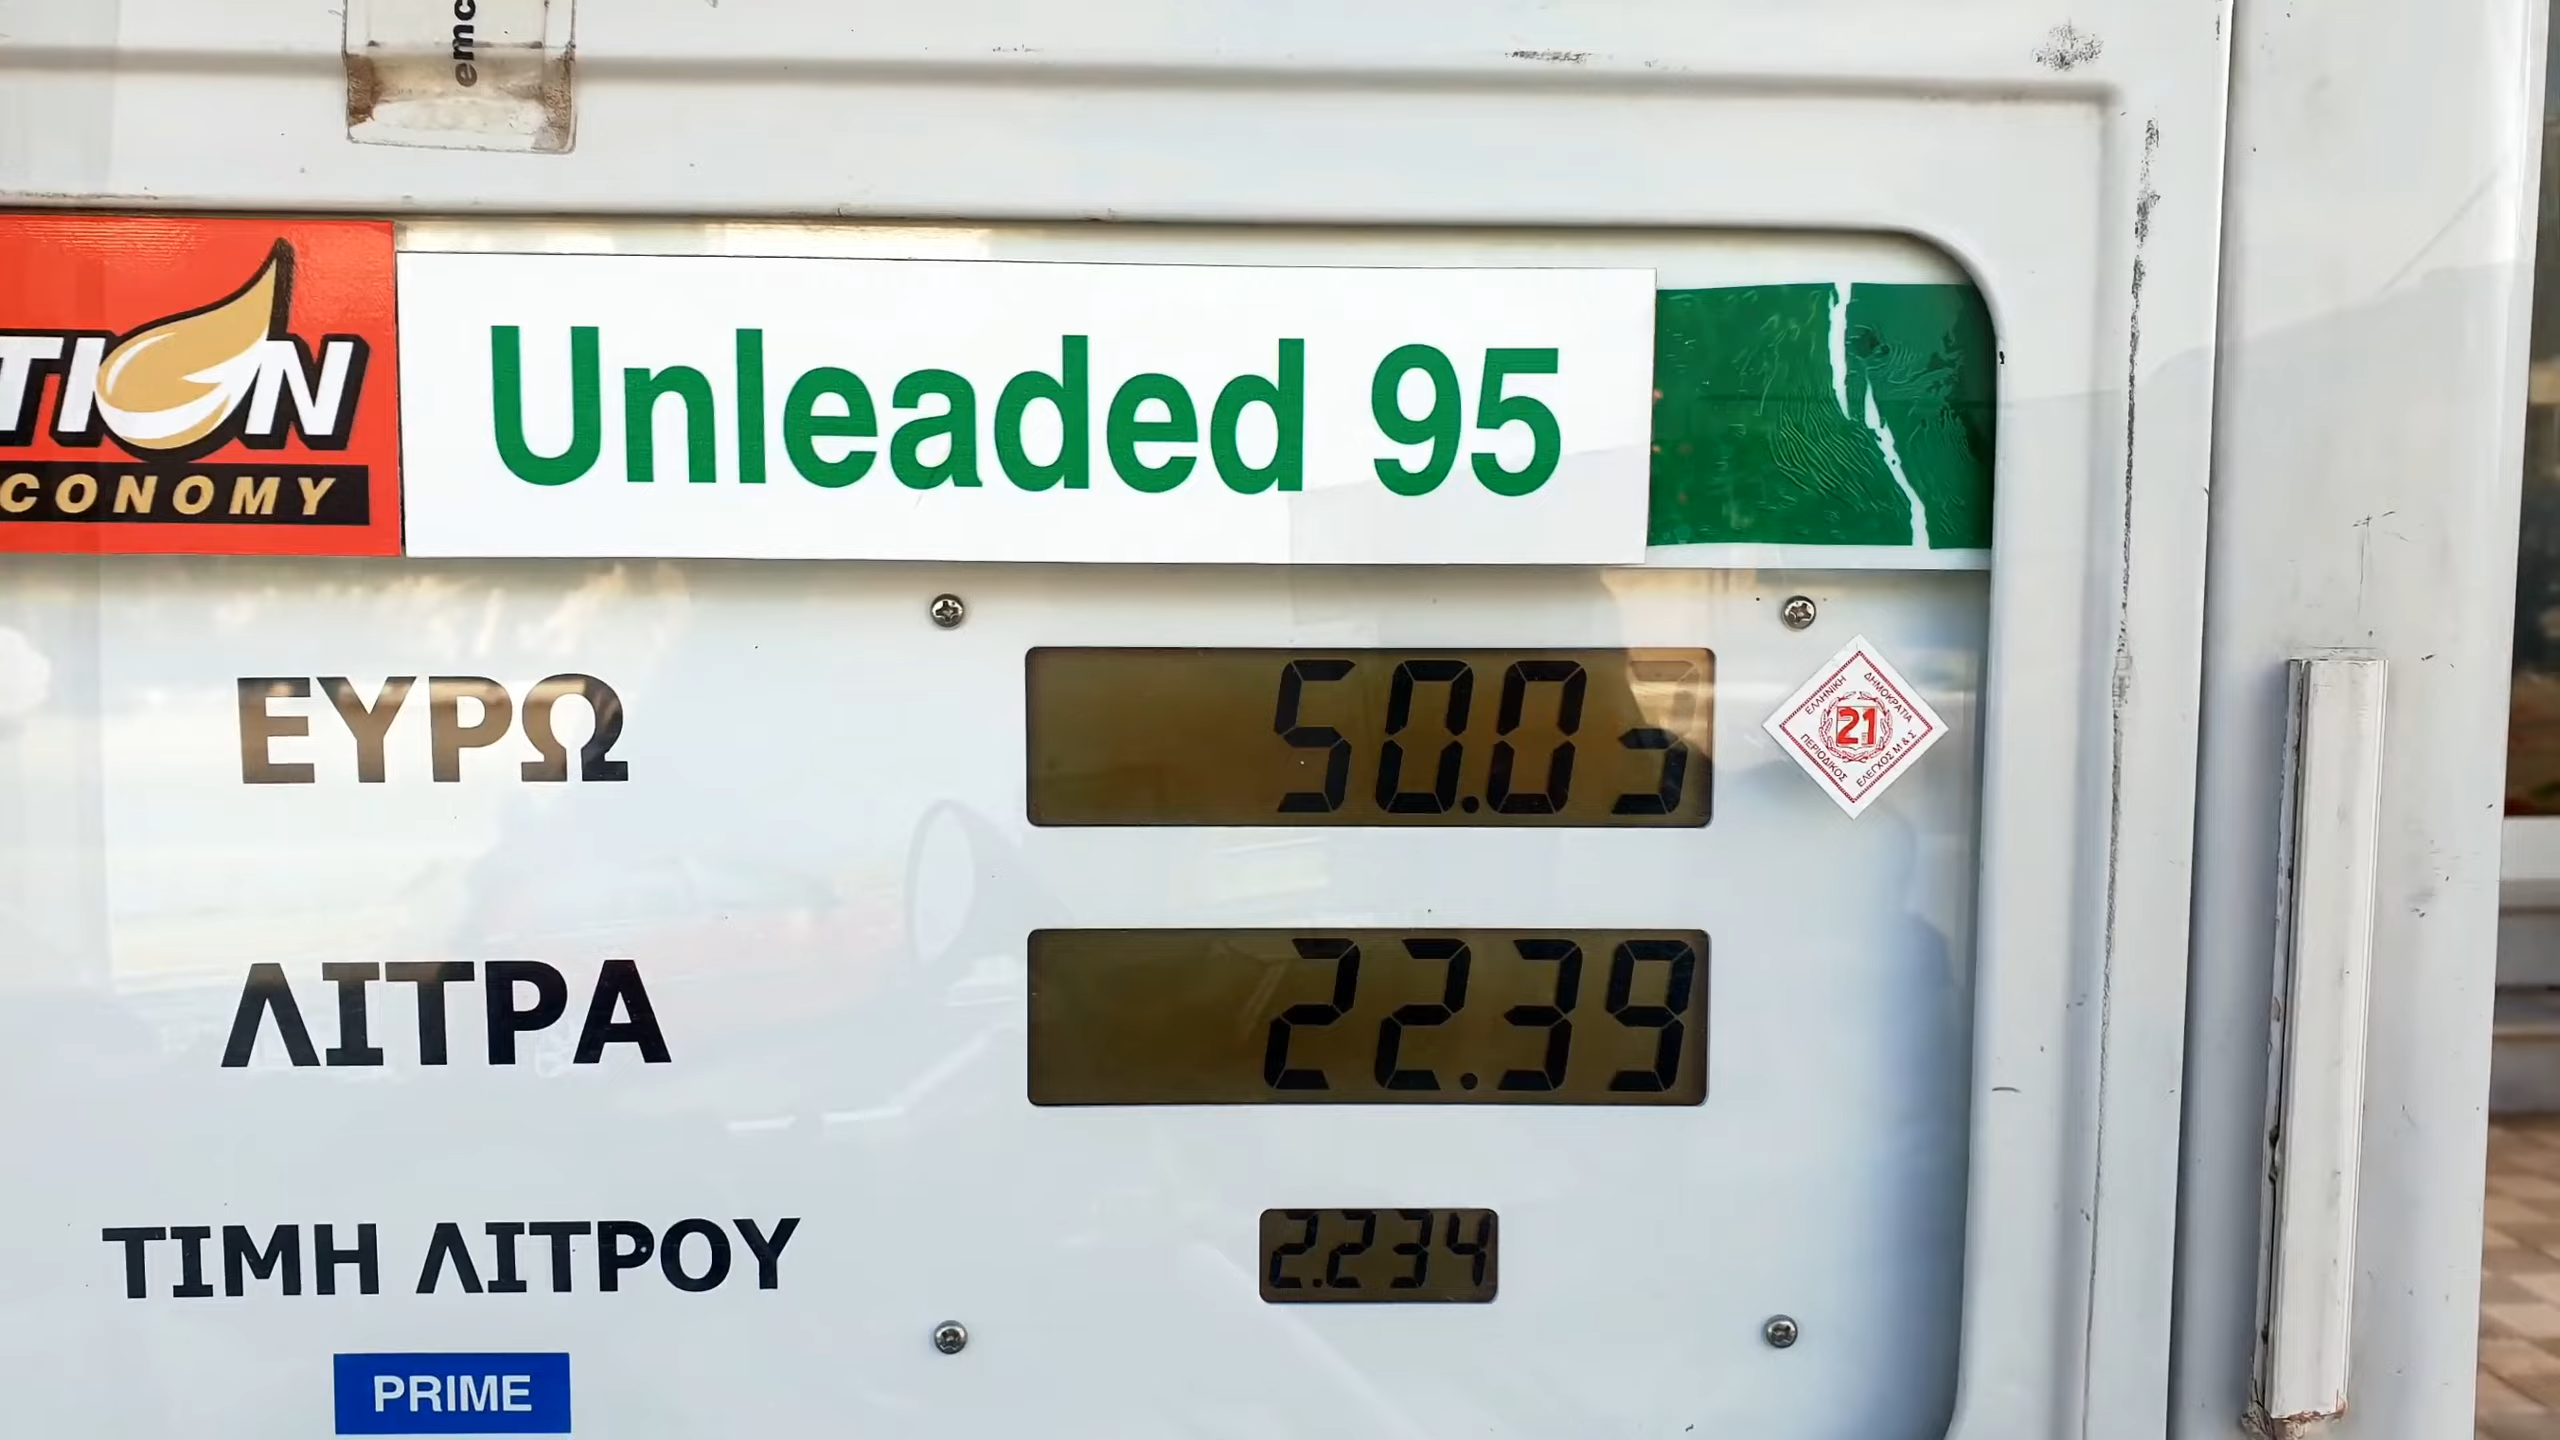 emc
TION
CONOMY
Unleaded 95
ΕΥΡΩ
50.03
ΕΛΛΗΝΙΚΗ ΔΗΜΟΚΡΑΤΙΑ
21
ΠΕΡΙΟΔΙΚΟΣ ΕΛΕΓΧΟΣ Μ & Σ
ΛΙΤΡΑ
22.39
ΤΙΜΗ ΛΙΤΡΟΥ
2.234
PRIME